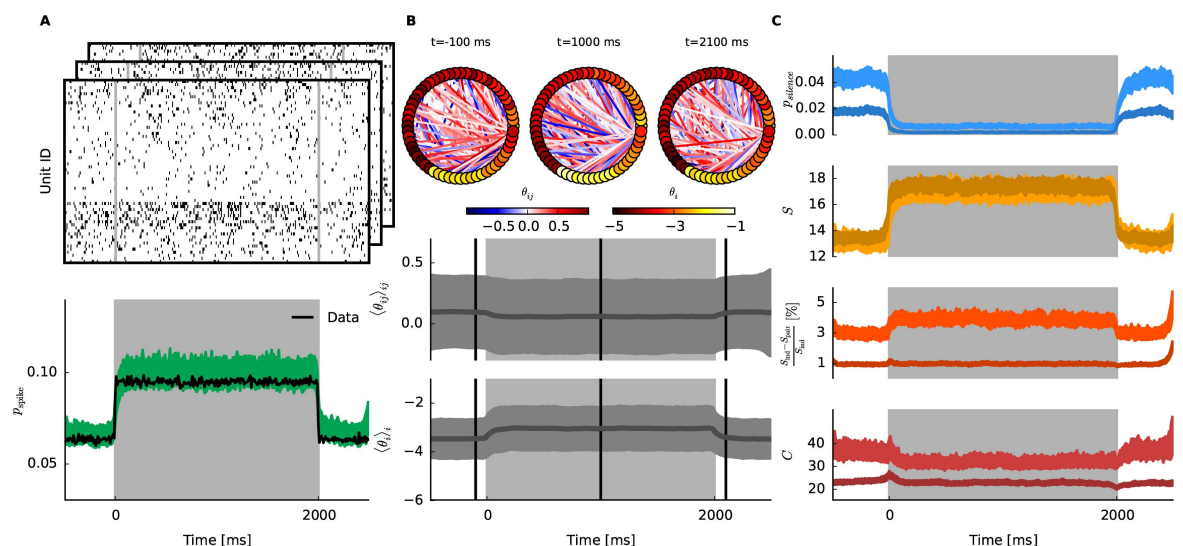 A
Unit ID
Data
0.10
0.05
p_spike
0
2000
Time [ms]
B
t=-100 ms
t=1000 ms
t=2100 ms
θ_ij
θ_i
−0.5 0.0 0.5
−5
−3
−1
0.5
0.0
⟨θ_ij⟩_ij
−2
−4
−6
⟨θ_i⟩_i
0
2000
Time [ms]
C
0.04
0.02
0.00
p_silence
18
16
14
12
S
5
3
1
(S_ind−S_pair)/S_ind [%]
40
30
20
C
0
2000
Time [ms]